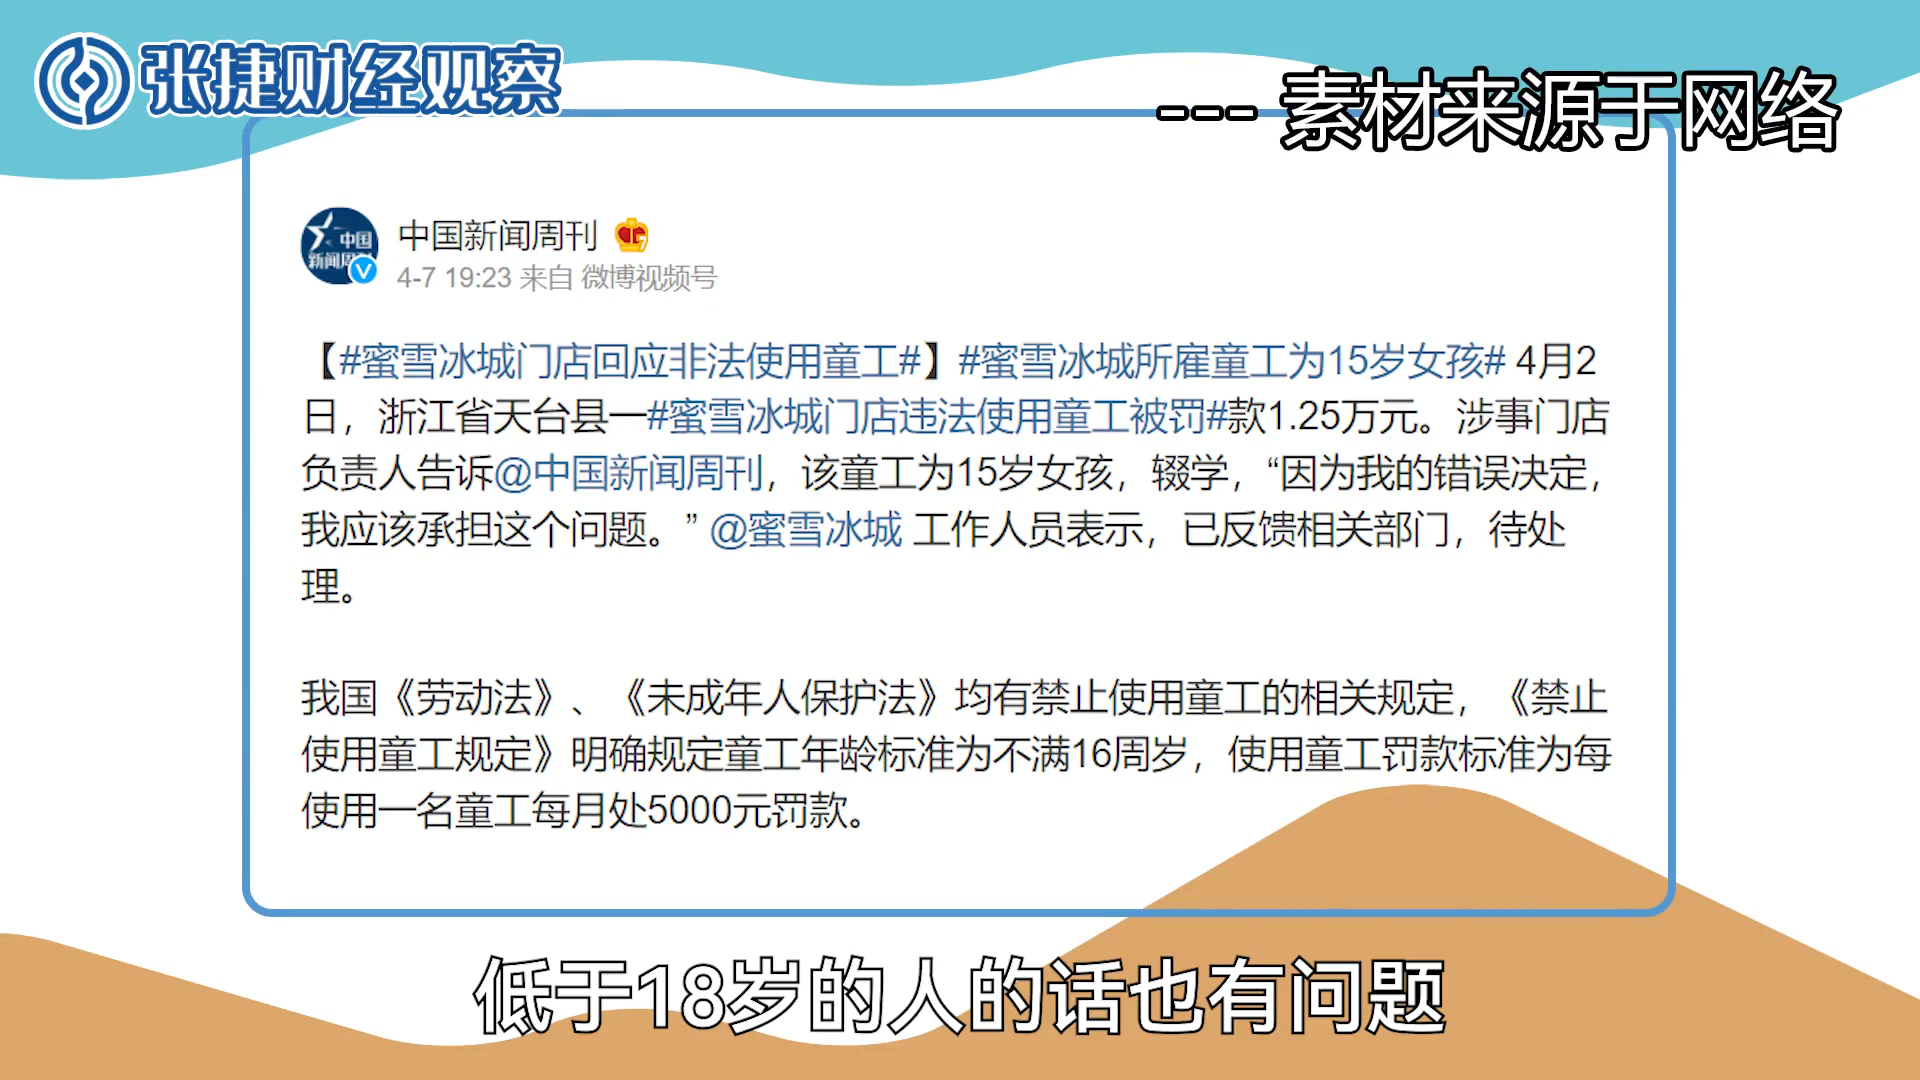 张捷财经观察
--- 素材来源于网络
中国
新闻周刊
中国新闻周刊
4-7 19:23 来自 微博视频号
【#蜜雪冰城门店回应非法使用童工#】#蜜雪冰城所雇童工为15岁女孩# 4月2
日，浙江省天台县一#蜜雪冰城门店违法使用童工被罚#款1.25万元。涉事门店
负责人告诉@中国新闻周刊，该童工为15岁女孩，辍学，“因为我的错误决定，
我应该承担这个问题。” @蜜雪冰城 工作人员表示，已反馈相关部门，待处
理。
我国《劳动法》、《未成年人保护法》均有禁止使用童工的相关规定，《禁止
使用童工规定》明确规定童工年龄标准为不满16周岁，使用童工罚款标准为每
使用一名童工每月处5000元罚款。
低于18岁的人的话也有问题